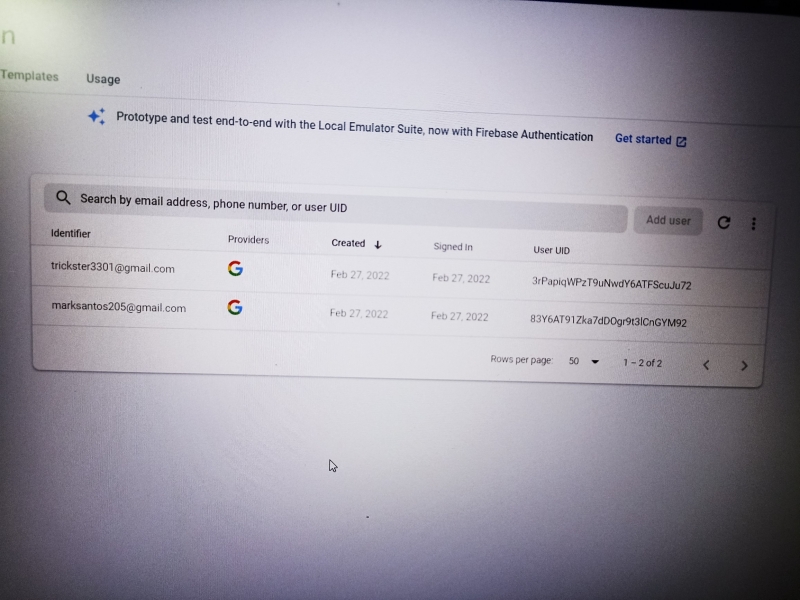 n
Templates Usage
Prototype and test end-to-end with the Local Emulator Suite, now with Firebase Authentication Get started
Search by email address, phone number, or user UID Add user
Identifier Providers Created Signed In User UID
trickster3301@gmail.com Feb 27, 2022 Feb 27, 2022 3rPapiqWPzT9uNwdY6ATFScuJu72
marksantos205@gmail.com Feb 27, 2022 Feb 27, 2022 83Y6AT91Zka7dDOgr9t3lCnGYM92
Rows per page: 50 1 – 2 of 2